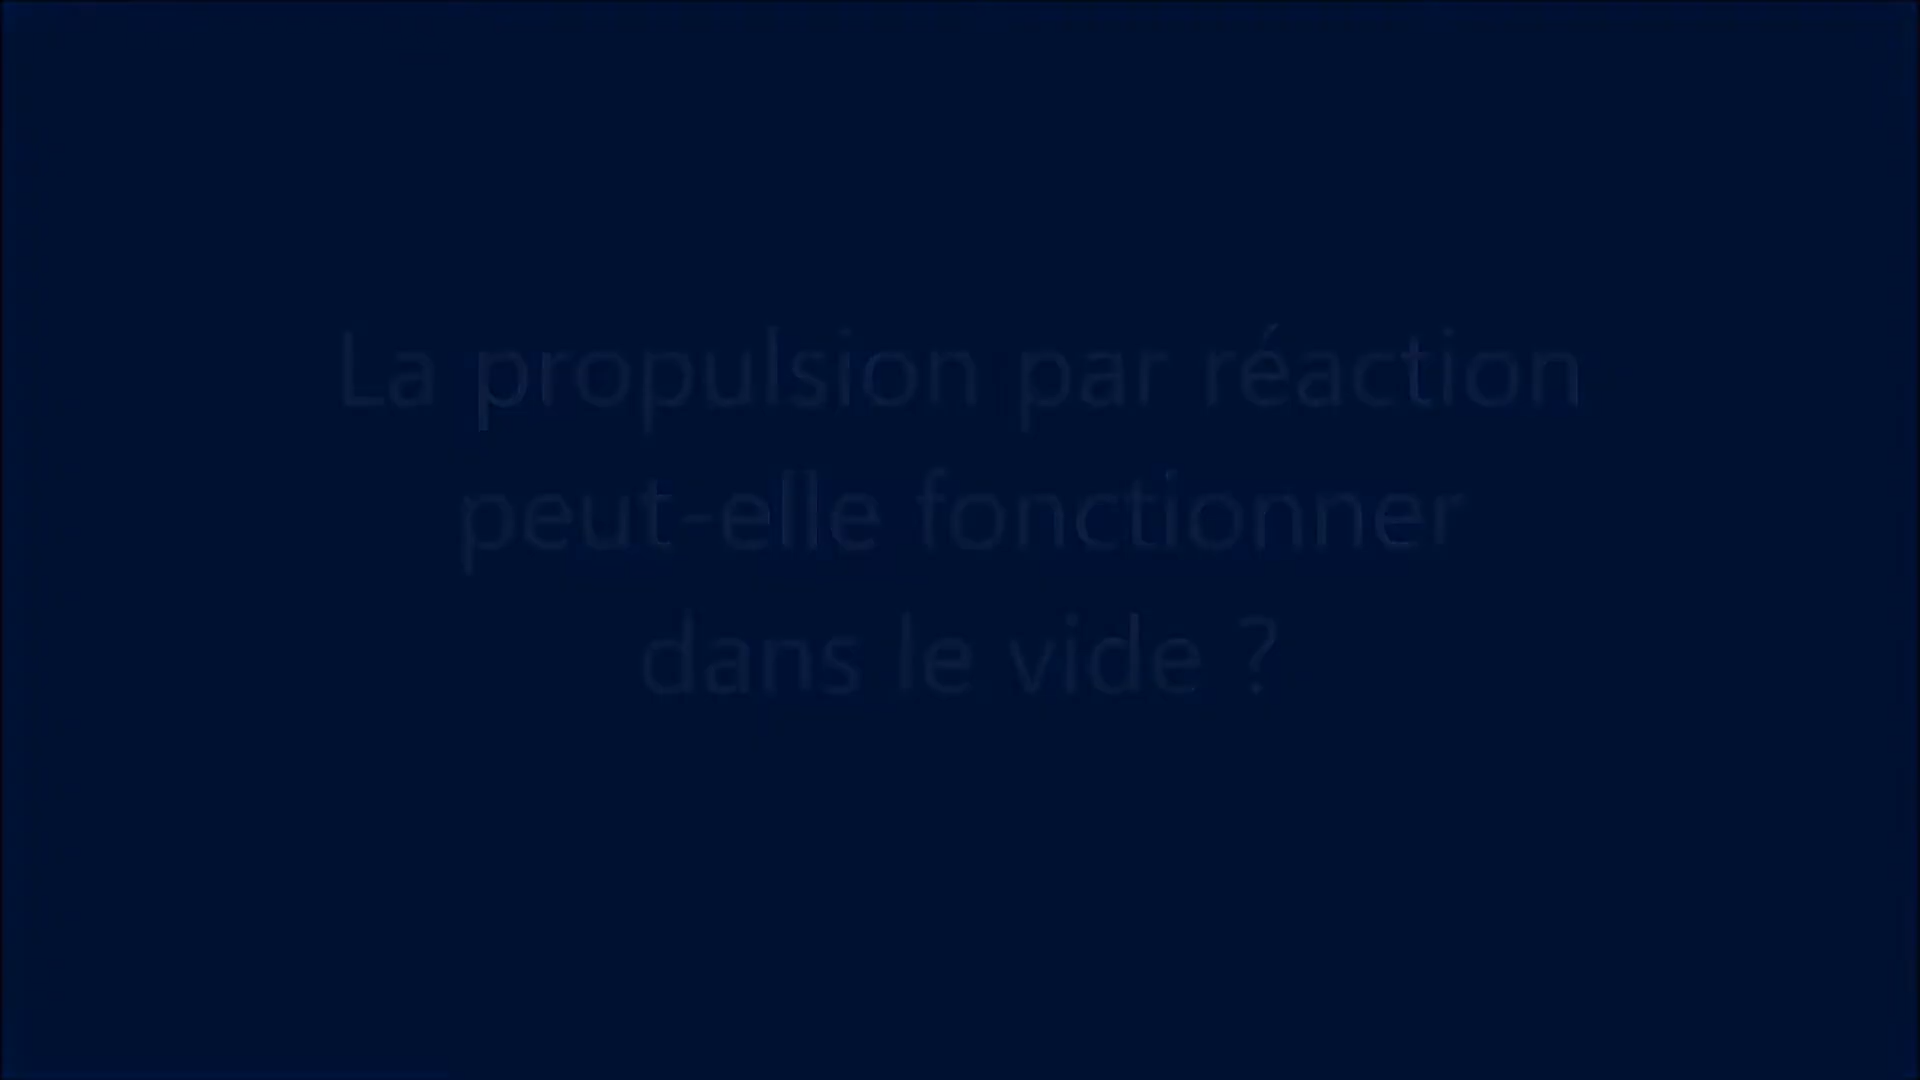 La propulsion par réaction
peut-elle fonctionner
dans le vide ?